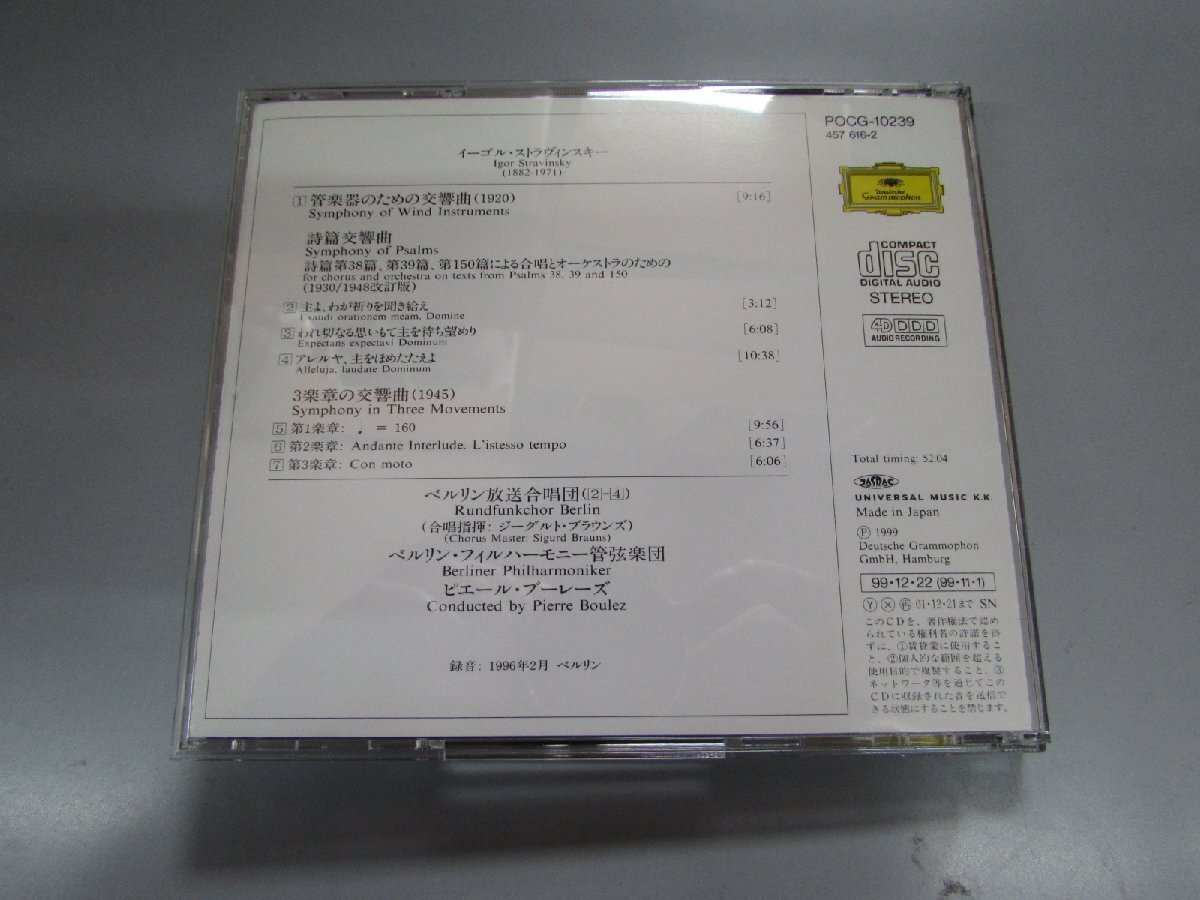 イーゴル・ストラヴィンスキー
Igor Stravinsky
(1882-1971)
1 管楽器のための交響曲(1920) [9:16]
Symphony of Wind Instruments
詩篇交響曲
Symphony of Psalms
詩篇第38篇、第39篇、第150篇による合唱とオーケストラのための
for chorus and orchestra on texts from Psalms 38, 39 and 150
(1930/1948改訂版)
2 主よ、わが祈りを聞き給え [3:12]
Exaudi orationem meam, Domine
3 われ切なる思いもて主を待ち望めり [6:08]
Expectans expectavi Dominum
4 アレルヤ、主をほめたたえよ [10:38]
Alleluja, laudate Dominum
3楽章の交響曲(1945)
Symphony in Three Movements
5 第1楽章: ♩ = 160 [9:56]
6 第2楽章: Andante Interlude. L'istesso tempo [6:37]
7 第3楽章: Con moto [6:06]
ベルリン放送合唱団(2-4)
Rundfunkchor Berlin
(合唱指揮: ジーグルト・ブラウンズ)
(Chorus Master: Sigurd Brauns)
ベルリン・フィルハーモニー管弦楽団
Berliner Philharmoniker
ピエール・ブーレーズ
Conducted by Pierre Boulez
録音: 1996年2月 ベルリン
POCG-10239
457 616-2
Deutsche
Grammophon
COMPACT
disc
DIGITAL AUDIO
STEREO
4D DDD
AUDIO RECORDING
Total timing: 52:04
JASRAC
UNIVERSAL MUSIC K.K.
Made in Japan
Ⓟ 1999
Deutsche Grammophon
GmbH, Hamburg
99・12・22 (99・11・1)
Ⓨ Ⓧ 再 01・12・21まで SN
このCDを、著作権法で認め
られている権利者の許諾を得
ずに、①賃貸業に使用するこ
と、②個人的な範囲を超える
使用目的で複製すること、③
ネットワーク等を通じてこの
CDに収録された音を送信で
きる状態にすることを禁じます。